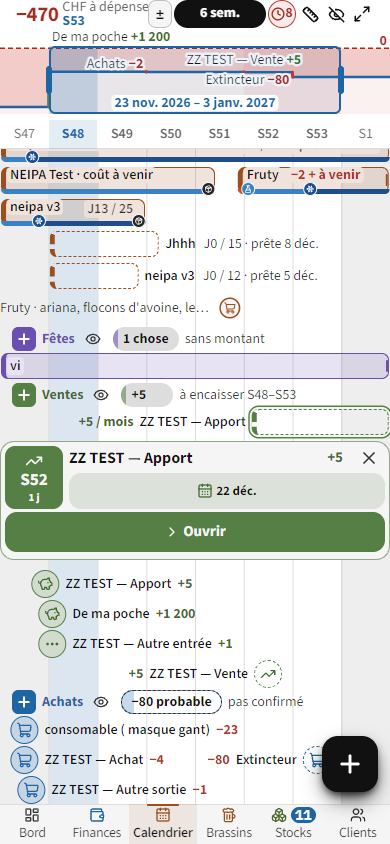 −470 CHF à dépenser S53
± 6 sem. 8
De ma poche +1 200
0
Achats −2
ZZ TEST — Vente +5
Extincteur −80
23 nov. 2026 – 3 janv. 2027
S47 S48 S49 S50 S51 S52 S53 S1
NEIPA Test · coût à venir
Fruty −2 + à venir
neipa v3 J13 / 25
Jhhh J0 / 15 · prête 8 déc.
neipa v3 J0 / 12 · prête 5 déc.
Fruty · ariana, flocons d'avoine, le…
Fêtes 1 chose sans montant
vi
Ventes +5 à encaisser S48–S53
+5 / mois ZZ TEST — Apport
ZZ TEST — Apport +5
S52
1 j
22 déc.
Ouvrir
ZZ TEST — Apport +5
De ma poche +1 200
ZZ TEST — Autre entrée +1
+5 ZZ TEST — Vente
Achats −80 probable pas confirmé
consomable ( masque gant) −23
ZZ TEST — Achat −4
−80 Extincteur
ZZ TEST — Autre sortie −1
Bord Finances Calendrier Brassins Stocks 11 Clients